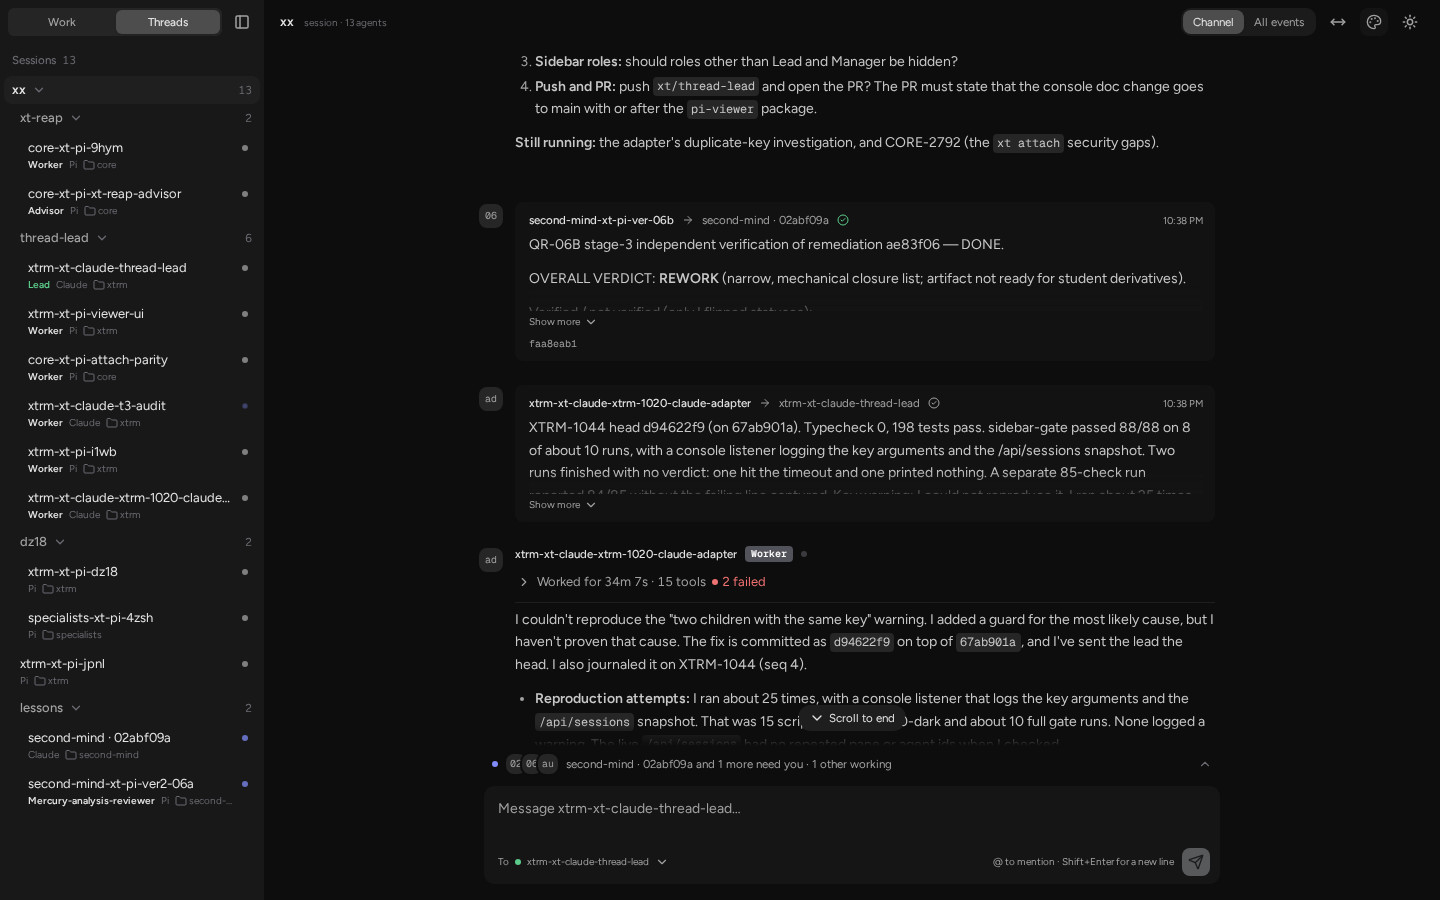 Work
Threads
xx
session · 13 agents
Channel
All events
Sessions 13
xx
13
xt-reap
2
core-xt-pi-9hym
Worker Pi core
core-xt-pi-xt-reap-advisor
Advisor Pi core
thread-lead
6
xtrm-xt-claude-thread-lead
Lead Claude xtrm
xtrm-xt-pi-viewer-ui
Worker Pi xtrm
core-xt-pi-attach-parity
Worker Pi core
xtrm-xt-claude-t3-audit
Worker Claude xtrm
xtrm-xt-pi-i1wb
Worker Pi xtrm
xtrm-xt-claude-xtrm-1020-claude...
Worker Claude xtrm
dz18
2
xtrm-xt-pi-dz18
Pi xtrm
specialists-xt-pi-4zsh
Pi specialists
xtrm-xt-pi-jpnl
Pi xtrm
lessons
2
second-mind · 02abf09a
Claude second-mind
second-mind-xt-pi-ver2-06a
Mercury-analysis-reviewer Pi second-...
3. Sidebar roles: should roles other than Lead and Manager be hidden?
4. Push and PR: push xt/thread-lead and open the PR? The PR must state that the console doc change goes
to main with or after the pi-viewer package.
Still running: the adapter's duplicate-key investigation, and CORE-2792 (the xt attach security gaps).
06
second-mind-xt-pi-ver-06b → second-mind · 02abf09a
10:38 PM
QR-06B stage-3 independent verification of remediation ae83f06 — DONE.
OVERALL VERDICT: REWORK (narrow, mechanical closure list; artifact not ready for student derivatives).
Show more
faa8eab1
ad
xtrm-xt-claude-xtrm-1020-claude-adapter → xtrm-xt-claude-thread-lead
10:38 PM
XTRM-1044 head d94622f9 (on 67ab901a). Typecheck 0, 198 tests pass. sidebar-gate passed 88/88 on 8
of about 10 runs, with a console listener logging the key arguments and the /api/sessions snapshot. Two
runs finished with no verdict: one hit the timeout and one printed nothing. A separate 85-check run
Show more
ad
xtrm-xt-claude-xtrm-1020-claude-adapter Worker
Worked for 34m 7s · 15 tools 2 failed
I couldn't reproduce the "two children with the same key" warning. I added a guard for the most likely cause, but I
haven't proven that cause. The fix is committed as d94622f9 on top of 67ab901a, and I've sent the lead the
head. I also journaled it on XTRM-1044 (seq 4).
• Reproduction attempts: I ran about 25 times, with a console listener that logs the key arguments and the
/api/sessions snapshot. That was 15 0-dark and about 10 full gate runs. None logged a
Scroll to end
warning. The live /api/sessions had no repeated pane or agent ids when I checked.
02 06 au second-mind · 02abf09a and 1 more need you · 1 other working
Message xtrm-xt-claude-thread-lead...
To xtrm-xt-claude-thread-lead
@ to mention · Shift+Enter for a new line